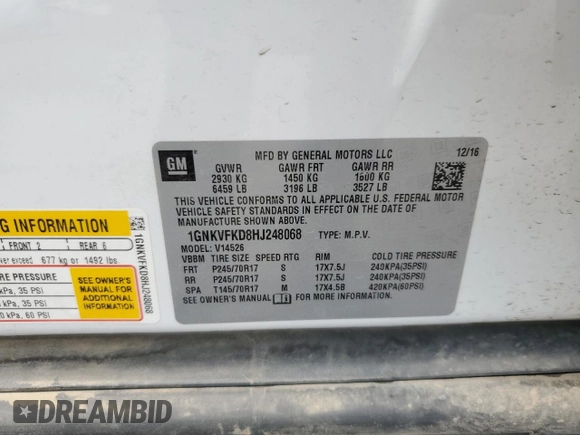 GM
MFD BY GENERAL MOTORS LLC
12/16
GVWR GAWR FRT GAWR RR
2930 KG 1450 KG 1600 KG
6459 LB 3196 LB 3527 LB
THIS VEHICLE CONFORMS TO ALL APPLICABLE U.S. FEDERAL MOTOR
VEHICLE SAFETY STANDARDS IN EFFECT ON THE DATE OF
MANUFACTURE SHOWN ABOVE.
1GNKVFKD8HJ248068 TYPE: M.P.V.
MODEL: V14526
VBBM TIRE SIZE SPEED RTG RIM COLD TIRE PRESSURE
FRT P245/70R17 S 17X7.5J 240KPA(35PSI)
RR P245/70R17 S 17X7.5J 240KPA(35PSI)
SPA T145/70R17 M 17X4.5B 420KPA(60PSI)
SEE OWNER'S MANUAL FOR MORE INFORMATION
G INFORMATION
FRONT 2 REAR 6
ver exceed 677 kg or 1492 lbs.
E PRESSURE
kPa, 35 PSI
kPa, 35 PSI
0 kPa, 60 PSI
SEE OWNER'S
MANUAL FOR
ADDITIONAL
INFORMATION
1GNKVFKD8HJ248068
DREAMBID